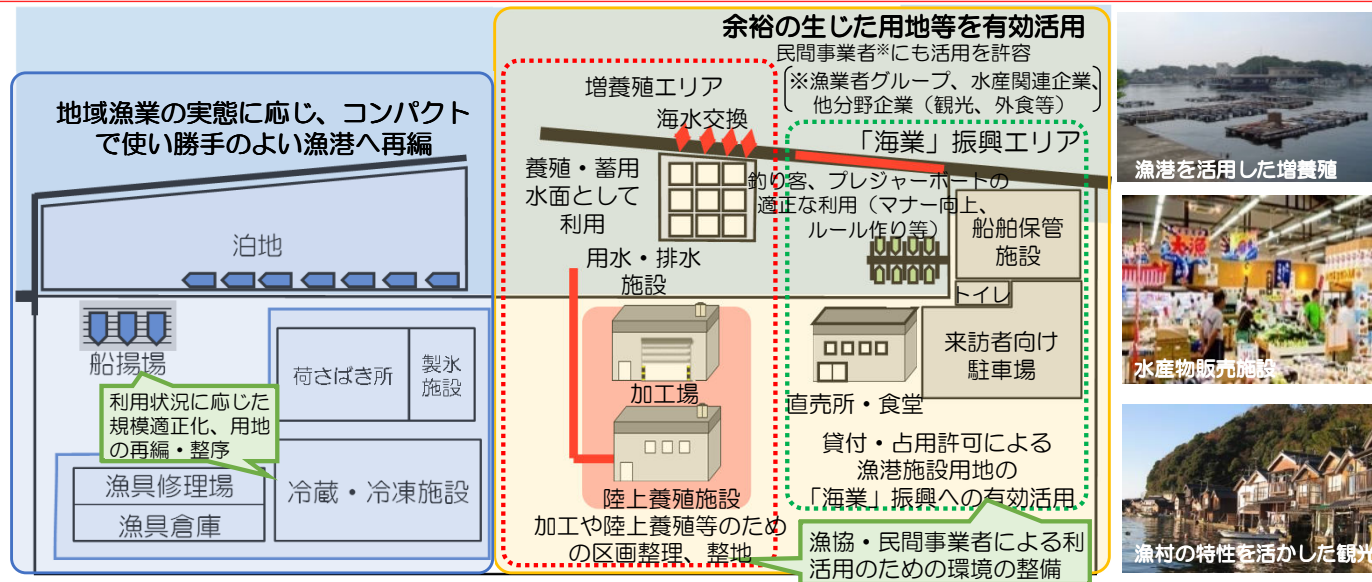 地域漁業の実態に応じ、コンパクト
で使い勝手のよい漁港へ再編
泊地
船揚場
利用状況に応じた
規模適正化、用地
の再編・整序
荷さばき所
製氷
施設
漁具修理場
漁具倉庫
冷蔵・冷凍施設
余裕の生じた用地等を有効活用
民間事業者※にも活用を許容
※漁業者グループ、水産関連企業、
他分野企業（観光、外食等）
増養殖エリア
海水交換
養殖・蓄用
水面として
利用
用水・排水
施設
加工場
陸上養殖施設
加工や陸上養殖等のため
の区画整理、整地
「海業」振興エリア
釣り客、プレジャーボートの
適正な利用（マナー向上、
ルール作り等）
船舶保管
施設
トイレ
来訪者向け
駐車場
直売所・食堂
貸付・占用許可による
漁港施設用地の
「海業」振興への有効活用
漁協・民間事業者による利
活用のための環境の整備
漁港を活用した増養殖
水産物販売施設
漁村の特性を活かした観光